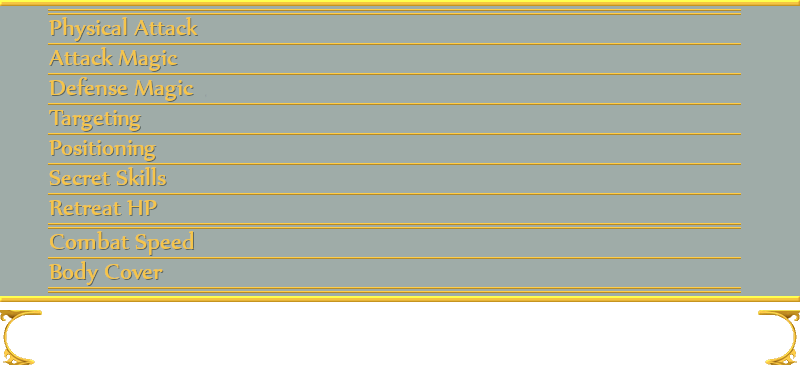 Physical Attack
Attack Magic
Defense Magic
Targeting
Positioning
Secret Skills
Retreat HP
Combat Speed
Body Cover